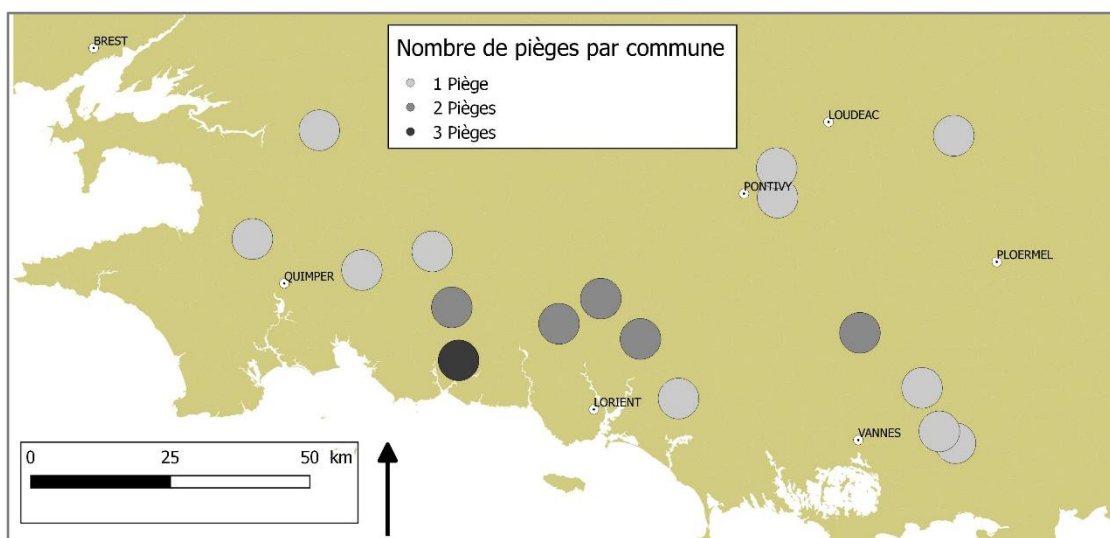 BREST
Nombre de pièges par commune
1 Piège
2 Pièges
3 Pièges
LOUDEAC
PONTIVY
PLOERMEL
QUIMPER
LORIENT
VANNES
0 25 50 km